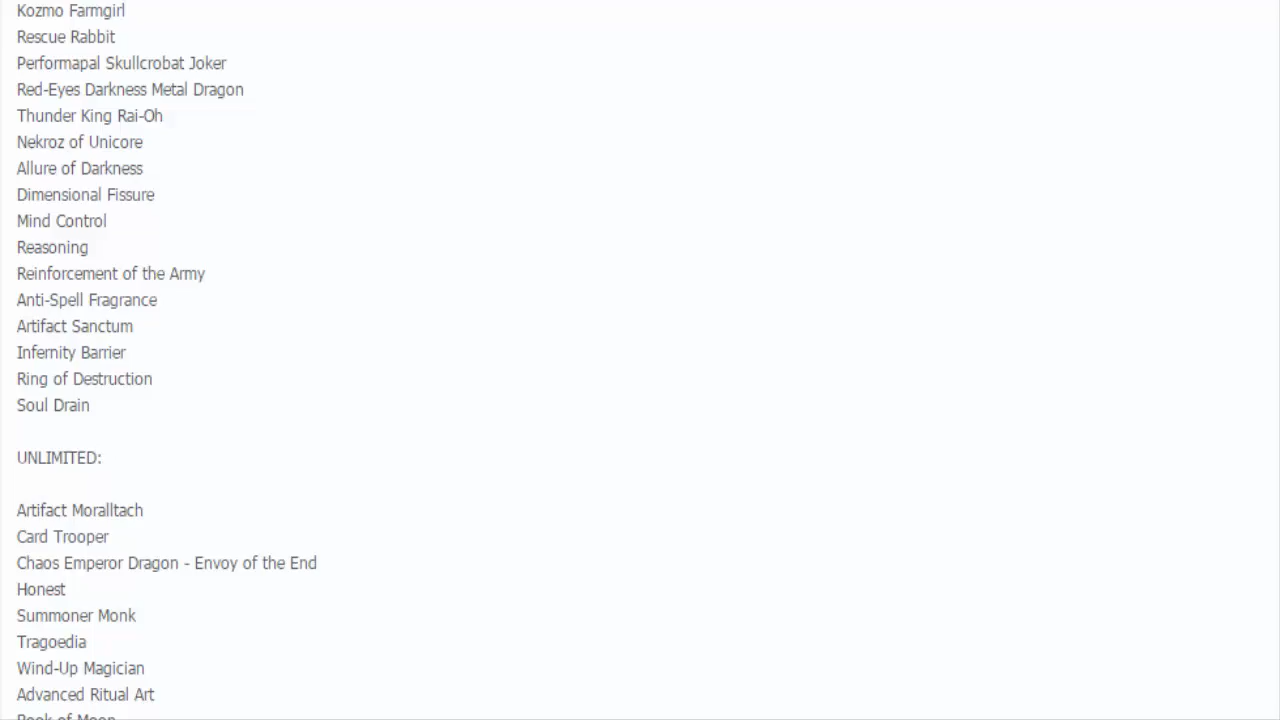 Kozmo Farmgirl
Rescue Rabbit
Performapal Skullcrobat Joker
Red-Eyes Darkness Metal Dragon
Thunder King Rai-Oh
Nekroz of Unicore
Allure of Darkness
Dimensional Fissure
Mind Control
Reasoning
Reinforcement of the Army
Anti-Spell Fragrance
Artifact Sanctum
Infernity Barrier
Ring of Destruction
Soul Drain
UNLIMITED:
Artifact Moralltach
Card Trooper
Chaos Emperor Dragon - Envoy of the End
Honest
Summoner Monk
Tragoedia
Wind-Up Magician
Advanced Ritual Art
Book of Moon